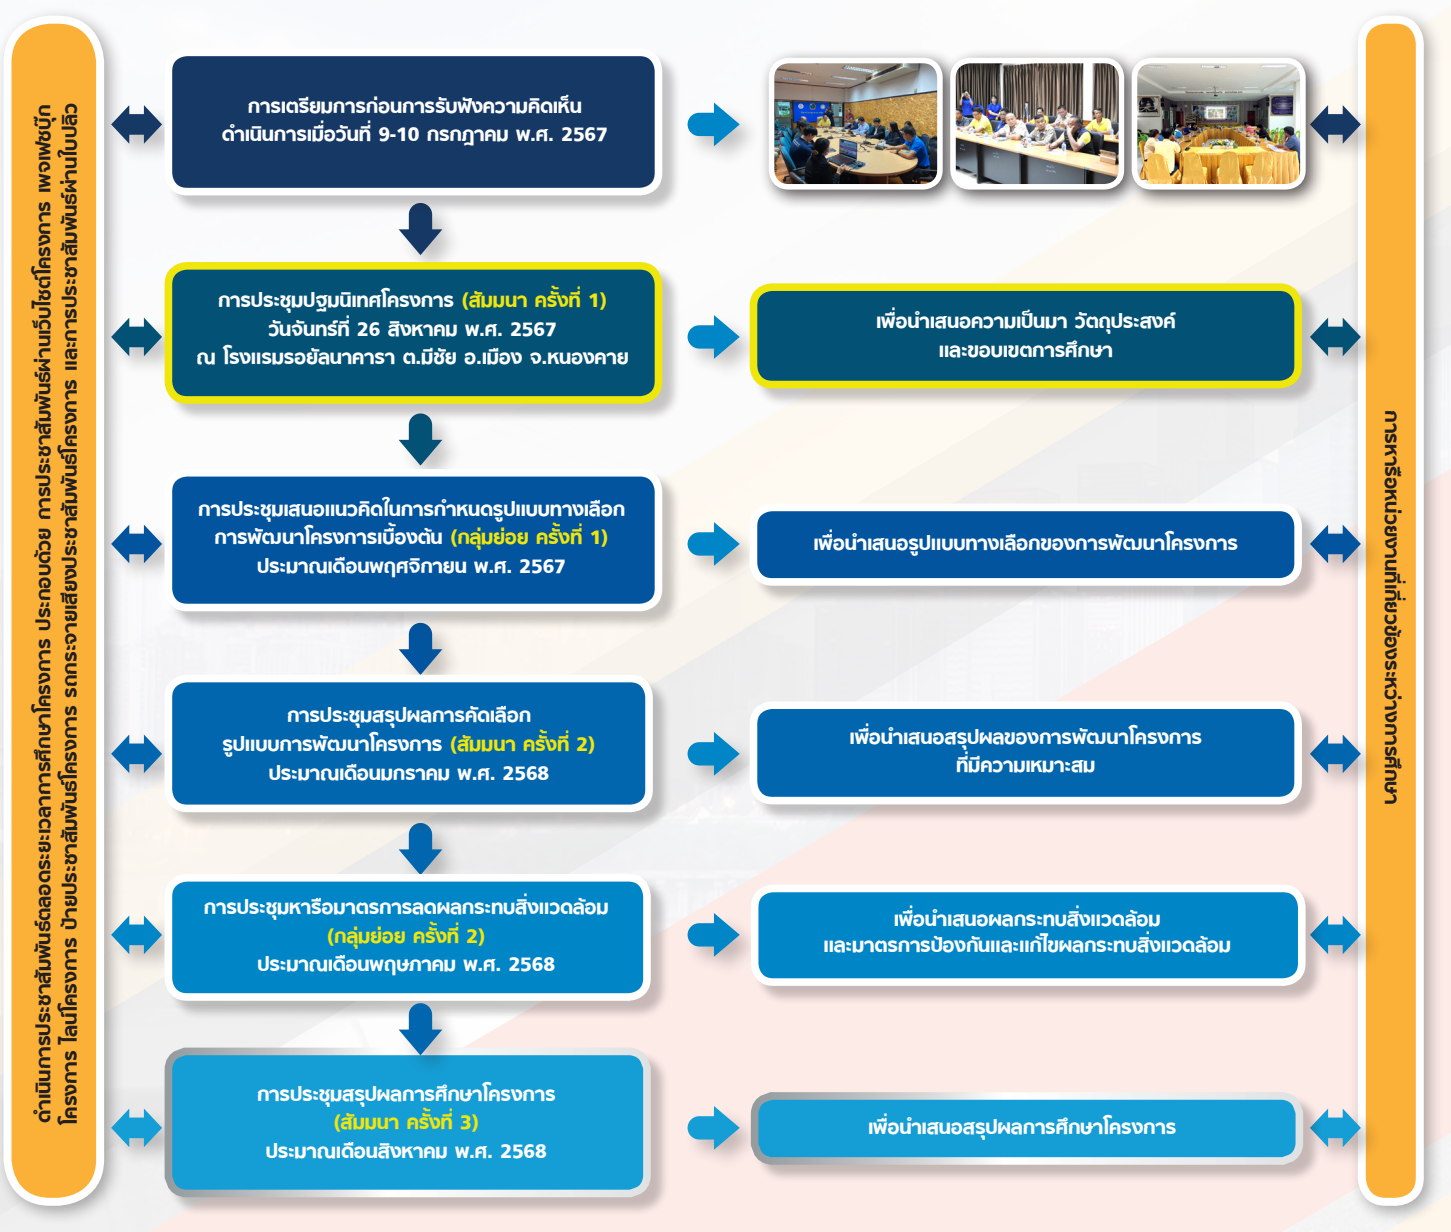 ดำเนินการประชาสัมพันธ์ตลอดระยะเวลาการศึกษาโครงการ ประกอบด้วย การประชาสัมพันธ์ผ่านเว็บไซต์โครงการ เพจเฟซบุ๊ก
โครงการ ไลน์โครงการ ป้ายประชาสัมพันธ์โครงการ รถกระจายเสียงประชาสัมพันธ์โครงการ และการประชาสัมพันธ์ผ่านใบปลิว
การเตรียมการก่อนการรับฟังความคิดเห็น
ดำเนินการเมื่อวันที่ 9-10 กรกฎาคม พ.ศ. 2567
การประชุมปฐมนิเทศโครงการ (สัมมนา ครั้งที่ 1)
วันจันทร์ที่ 26 สิงหาคม พ.ศ. 2567
ณ โรงแรมรอยัลนาคารา ต.มีชัย อ.เมือง จ.หนองคาย
เพื่อนำเสนอความเป็นมา วัตถุประสงค์
และขอบเขตการศึกษา
การประชุมเสนอแนวคิดในการกำหนดรูปแบบทางเลือก
การพัฒนาโครงการเบื้องต้น (กลุ่มย่อย ครั้งที่ 1)
ประมาณเดือนพฤศจิกายน พ.ศ. 2567
เพื่อนำเสนอรูปแบบทางเลือกของการพัฒนาโครงการ
การประชุมสรุปผลการคัดเลือก
รูปแบบการพัฒนาโครงการ (สัมมนา ครั้งที่ 2)
ประมาณเดือนมกราคม พ.ศ. 2568
เพื่อนำเสนอสรุปผลของการพัฒนาโครงการ
ที่มีความเหมาะสม
การประชุมหารือมาตรการลดผลกระทบสิ่งแวดล้อม
(กลุ่มย่อย ครั้งที่ 2)
ประมาณเดือนพฤษภาคม พ.ศ. 2568
เพื่อนำเสนอผลกระทบสิ่งแวดล้อม
และมาตรการป้องกันและแก้ไขผลกระทบสิ่งแวดล้อม
การประชุมสรุปผลการศึกษาโครงการ
(สัมมนา ครั้งที่ 3)
ประมาณเดือนสิงหาคม พ.ศ. 2568
เพื่อนำเสนอสรุปผลการศึกษาโครงการ
การหารือหน่วยงานที่เกี่ยวข้องระหว่างการศึกษา